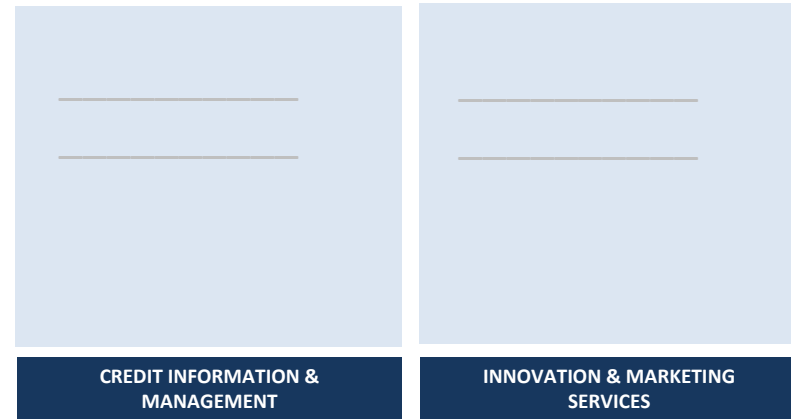 CREDIT INFORMATION &
MANAGEMENT
INNOVATION & MARKETING
SERVICES